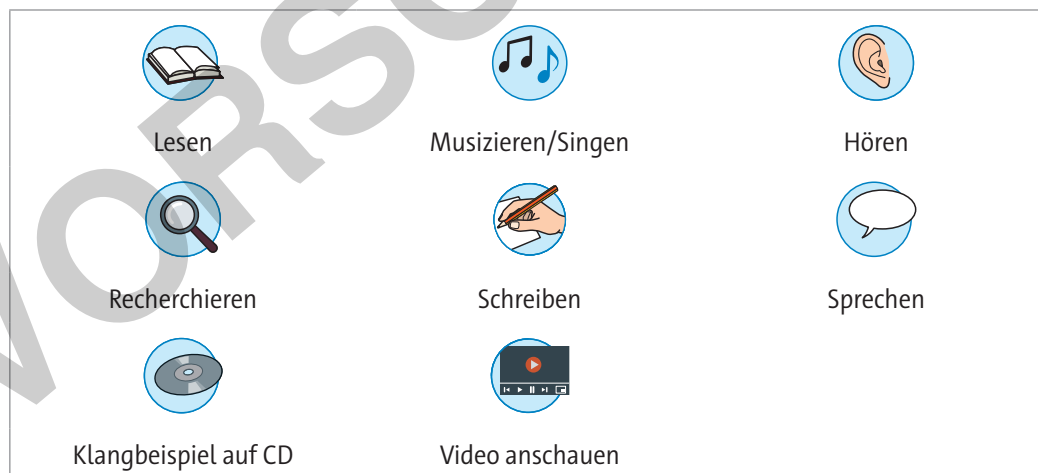 Lesen Musizieren/Singen Hören
Recherchieren Schreiben Sprechen
Klangbeispiel auf CD Video anschauen